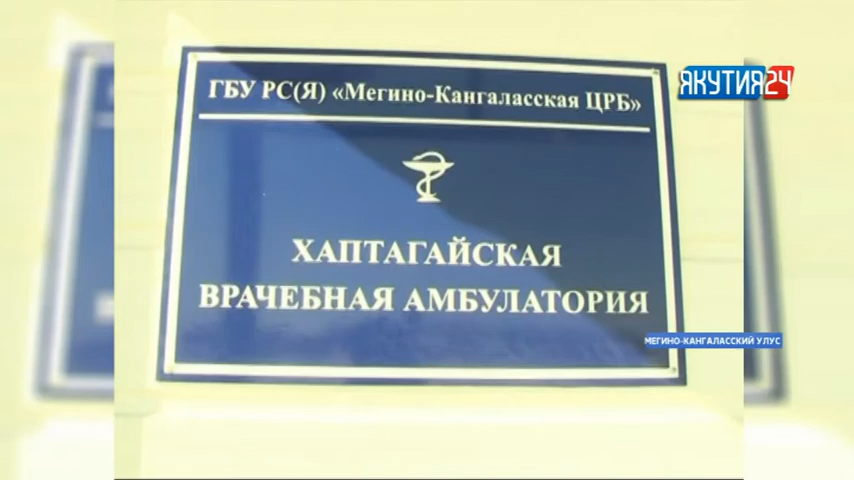 ЯКУТИЯ24
ГБУ РС(Я) «Мегино-Кангаласская ЦРБ»
ХАПТАГАЙСКАЯ
ВРАЧЕБНАЯ АМБУЛАТОРИЯ
МЕГИНО-КАНГАЛАССКИЙ УЛУС